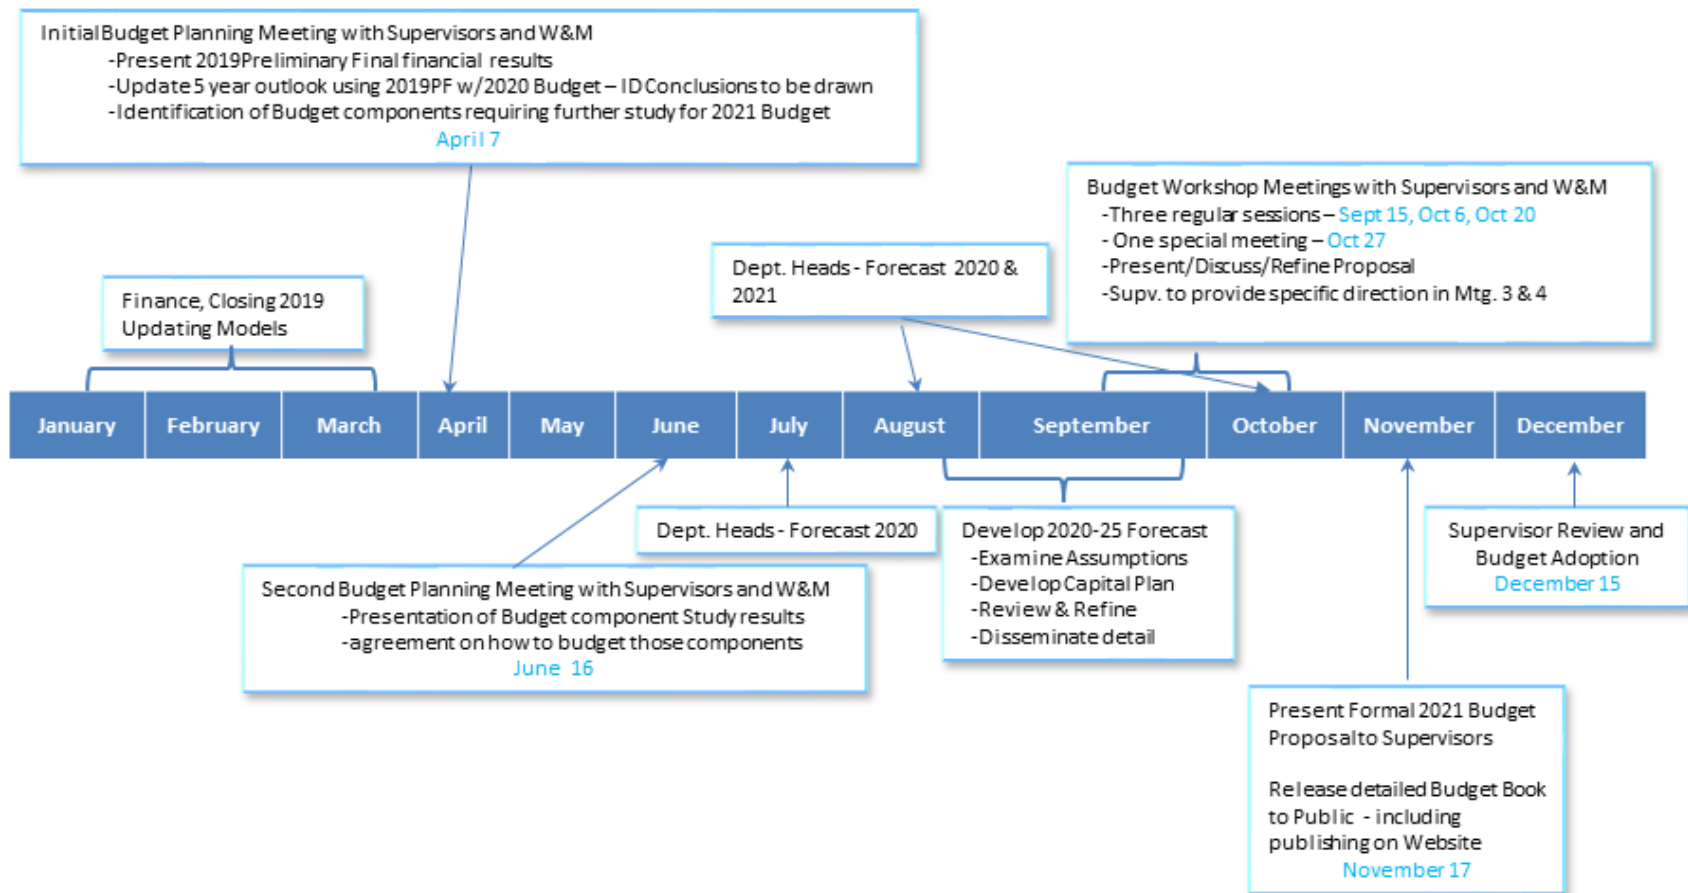 Initial Budget Planning Meeting with Supervisors and W&M
-Present 2019Preliminary Final financial results
-Update 5 year outlook using 2019PF w/2020 Budget – ID Conclusions to be drawn
-Identification of Budget components requiring further study for 2021 Budget
April 7
Budget Workshop Meetings with Supervisors and W&M
-Three regular sessions – Sept 15, Oct 6, Oct 20
- One special meeting – Oct 27
-Present/Discuss/Refine Proposal
-Supv. to provide specific direction in Mtg. 3 & 4
Dept. Heads - Forecast 2020 &
2021
Finance, Closing 2019
Updating Models
January February March April May June July August September October November December
Dept. Heads - Forecast 2020
Develop 2020-25 Forecast
-Examine Assumptions
-Develop Capital Plan
-Review & Refine
-Disseminate detail
Supervisor Review and
Budget Adoption
December 15
Second Budget Planning Meeting with Supervisors and W&M
-Presentation of Budget component Study results
-agreement on how to budget those components
June 16
Present Formal 2021 Budget
Proposal to Supervisors
Release detailed Budget Book
to Public - including
publishing on Website
November 17